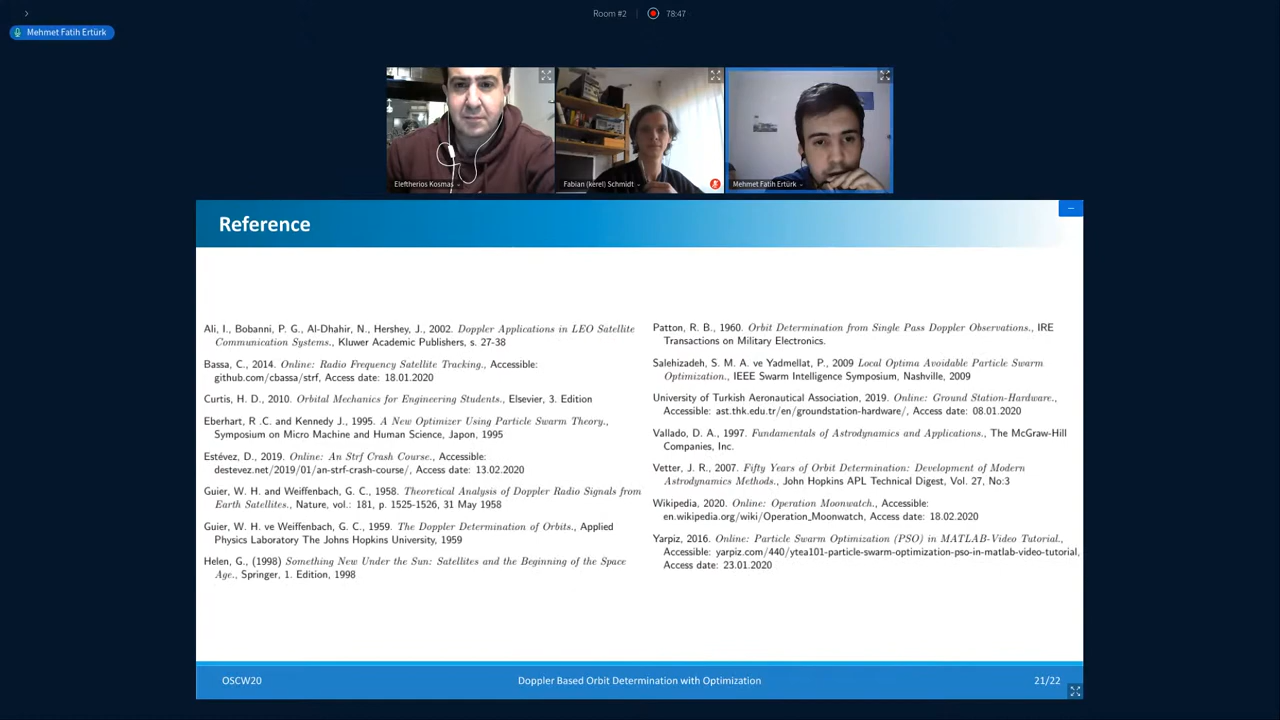 Room #2
78:47
Mehmet Fatih Ertürk
Eleftherios Kosmas
Fabian (kerel) Schmidt
Mehmet Fatih Ertürk
Reference
Ali, I., Bobanni, P. G., Al-Dhahir, N., Hershey, J., 2002. Doppler Applications in LEO Satellite
Communication Systems., Kluwer Academic Publishers, s. 27-38
Bassa, C., 2014. Online: Radio Frequency Satellite Tracking., Accessible:
github.com/cbassa/strf, Access date: 18.01.2020
Curtis, H. D., 2010. Orbital Mechanics for Engineering Students., Elsevier, 3. Edition
Eberhart, R .C. and Kennedy J., 1995. A New Optimizer Using Particle Swarm Theory.,
Symposium on Micro Machine and Human Science, Japon, 1995
Estévez, D., 2019. Online: An Strf Crash Course., Accessible:
destevez.net/2019/01/an-strf-crash-course/, Access date: 13.02.2020
Guier, W. H. and Weiffenbach, G. C., 1958. Theoretical Analysis of Doppler Radio Signals from
Earth Satellites., Nature, vol.: 181, p. 1525-1526, 31 May 1958
Guier, W. H. ve Weiffenbach, G. C., 1959. The Doppler Determination of Orbits., Applied
Physics Laboratory The Johns Hopkins University, 1959
Helen, G., (1998) Something New Under the Sun: Satellites and the Beginning of the Space
Age., Springer, 1. Edition, 1998
Patton, R. B., 1960. Orbit Determination from Single Pass Doppler Observations., IRE
Transactions on Military Electronics.
Salehizadeh, S. M. A. ve Yadmellat, P., 2009 Local Optima Avoidable Particle Swarm
Optimization., IEEE Swarm Intelligence Symposium, Nashville, 2009
University of Turkish Aeronautical Association, 2019. Online: Ground Station-Hardware.,
Accessible: ast.thk.edu.tr/en/groundstation-hardware/, Access date: 08.01.2020
Vallado, D. A., 1997. Fundamentals of Astrodynamics and Applications., The McGraw-Hill
Companies, Inc.
Vetter, J. R., 2007. Fifty Years of Orbit Determination: Development of Modern
Astrodynamics Methods., John Hopkins APL Technical Digest, Vol. 27, No:3
Wikipedia, 2020. Online: Operation Moonwatch., Accessible:
en.wikipedia.org/wiki/Operation_Moonwatch, Access date: 18.02.2020
Yarpiz, 2016. Online: Particle Swarm Optimization (PSO) in MATLAB-Video Tutorial.,
Accessible: yarpiz.com/440/ytea101-particle-swarm-optimization-pso-in-matlab-video-tutorial,
Access date: 23.01.2020
OSCW20
Doppler Based Orbit Determination with Optimization
21/22